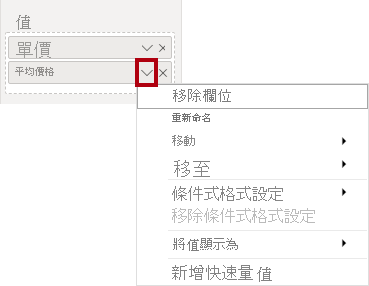 值
單價
平均價格
移除欄位
重新命名
移動
移至
條件式格式設定
移除條件式格式設定
將值顯示為
新增快速量 值